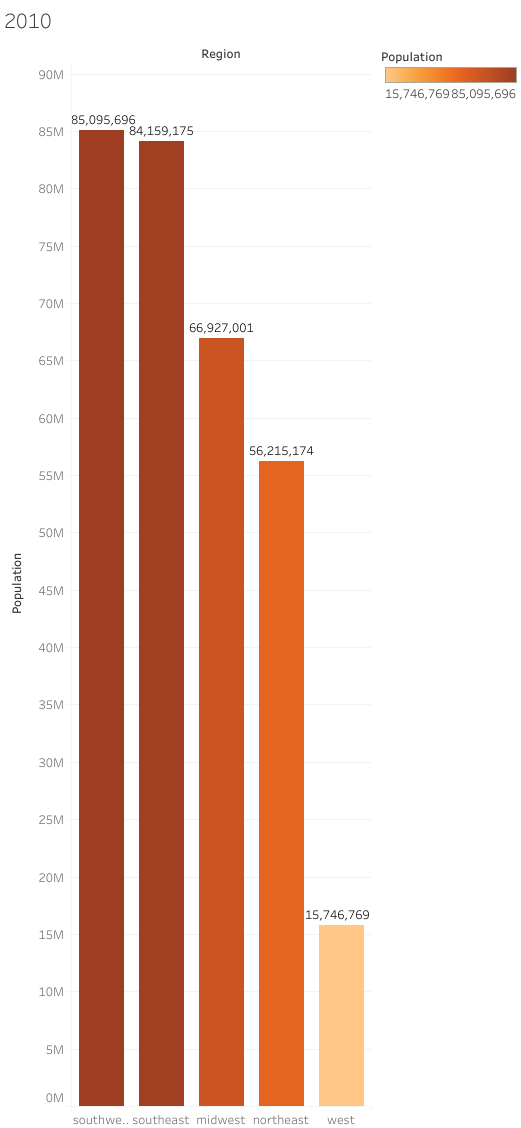 2010
Region
Population
15,746,769 85,095,696
90M
85,095,696
84,159,175
85M
80M
75M
70M
66,927,001
65M
60M
56,215,174
55M
50M
45M
Population
40M
35M
30M
25M
20M
15,746,769
15M
10M
5M
0M
southwe.. southeast midwest northeast west